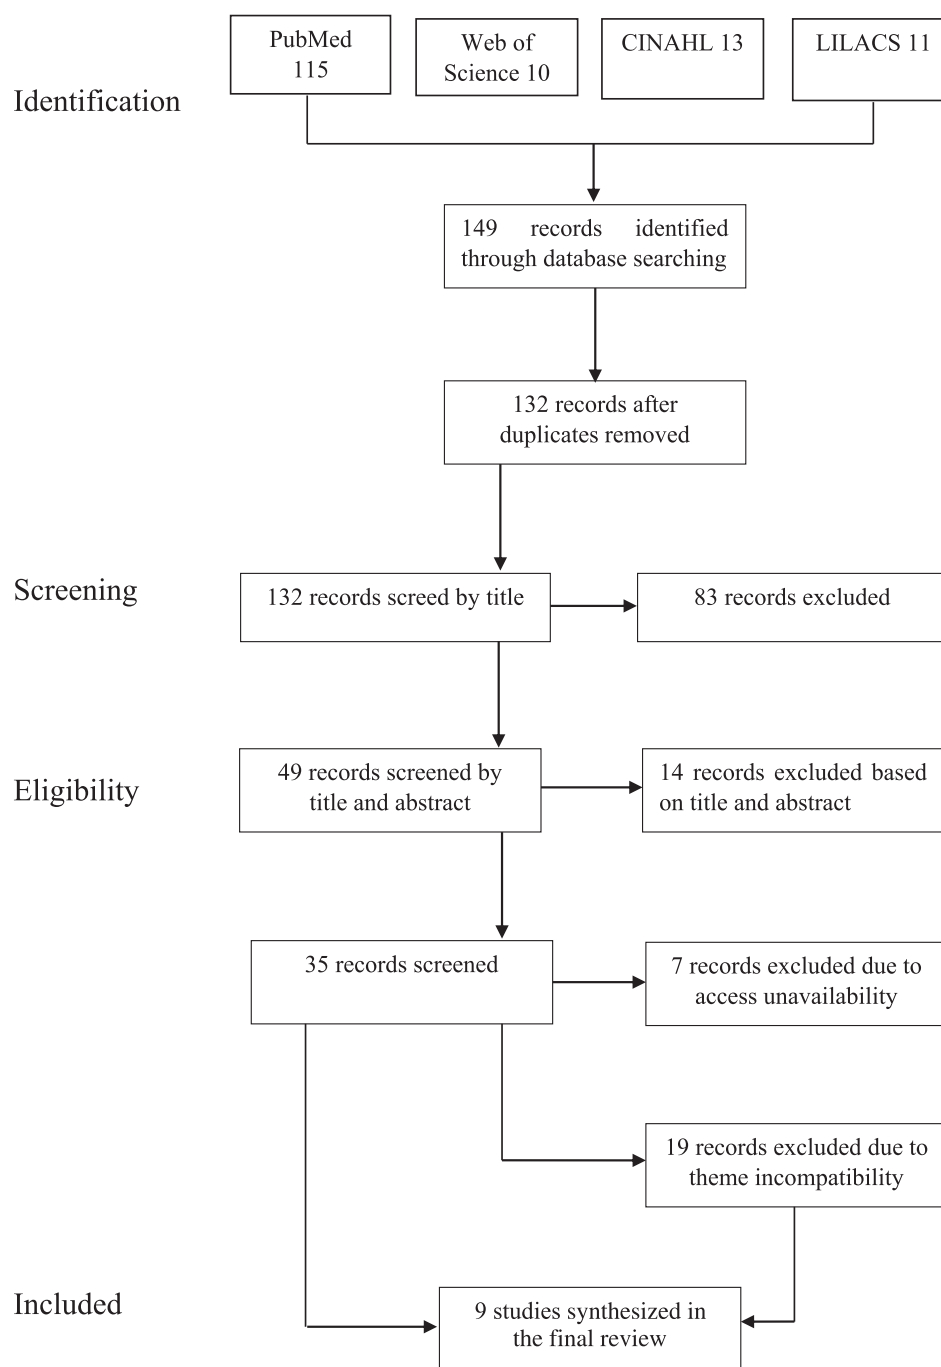 PubMed
115
Web of
Science 10
CINAHL 13
LILACS 11
Identification
149 records identified
through database searching
132 records after
duplicates removed
Screening
132 records screed by title
83 records excluded
Eligibility
49 records screened by
title and abstract
14 records excluded based
on title and abstract
35 records screened
7 records excluded due to
access unavailability
19 records excluded due to
theme incompatibility
Included
9 studies synthesized in
the final review